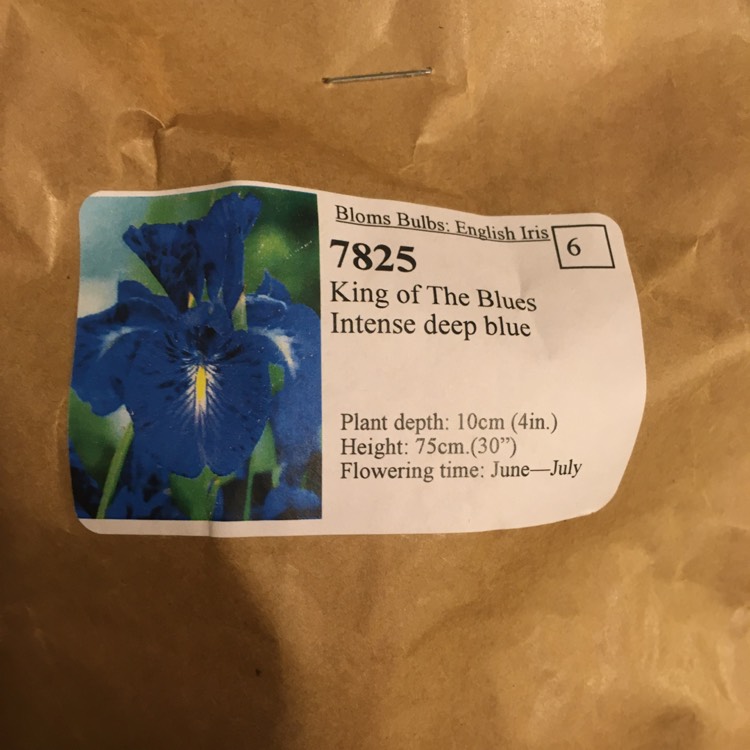 Bloms Bulbs: English Iris
6
7825
King of The Blues
Intense deep blue
Plant depth: 10cm (4in.)
Height: 75cm.(30”)
Flowering time: June—July